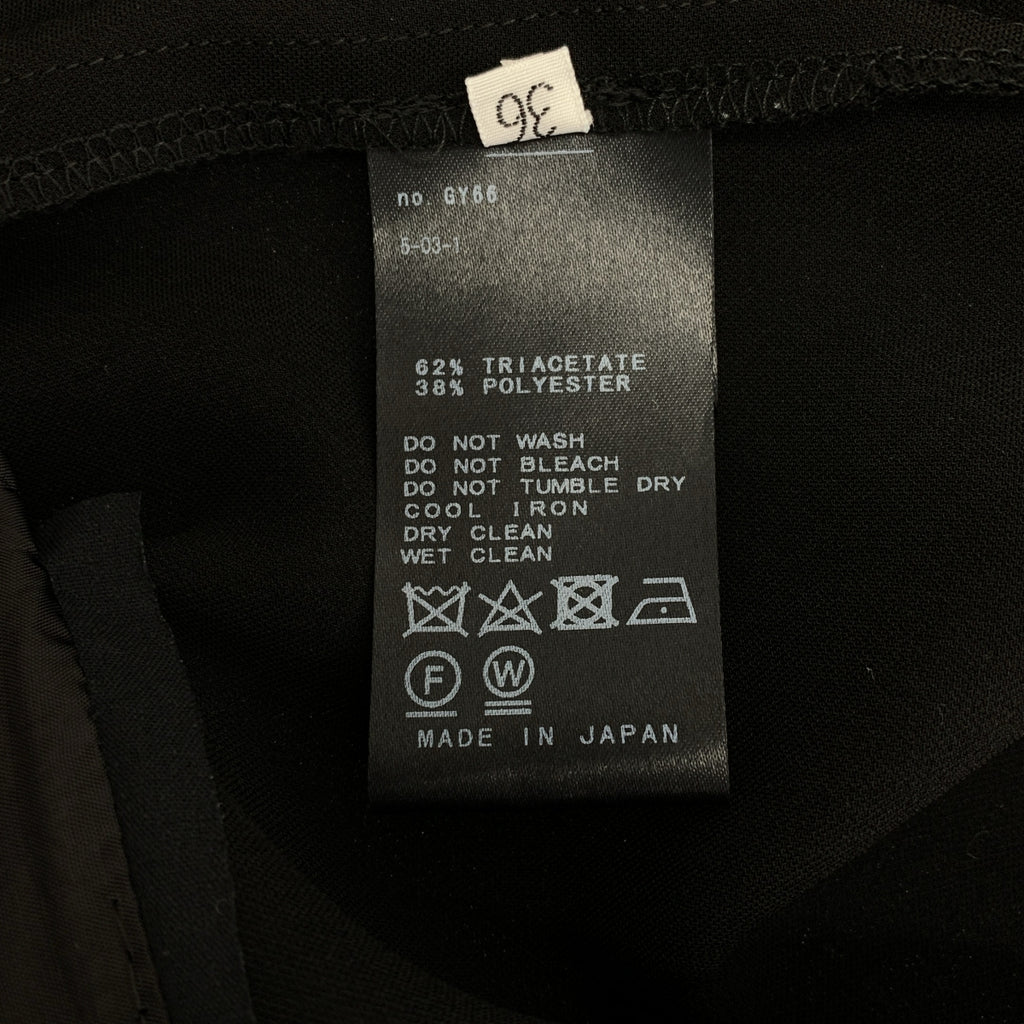 36
no GY66
5-03-1
62% TRIACETATE
38% POLYESTER
DO NOT WASH
DO NOT BLEACH
DO NOT TUMBLE DRY
COOL IRON
DRY CLEAN
WET CLEAN
F W
MADE IN JAPAN